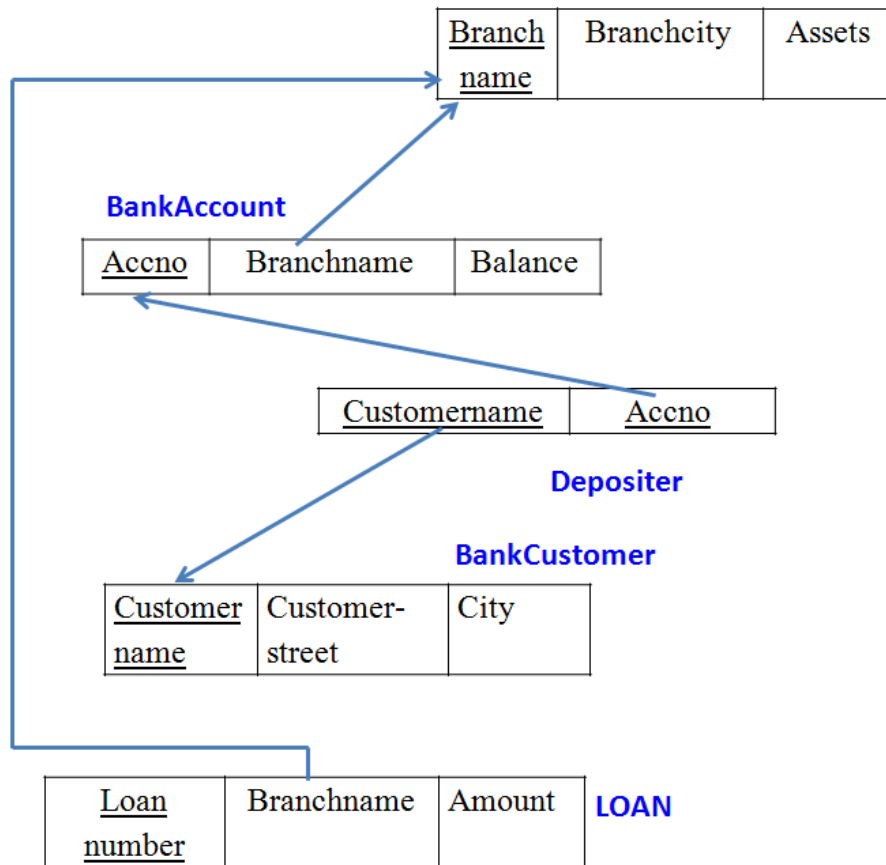 Branch name Branchcity Assets
BankAccount
Accno Branchname Balance
Customername Accno
Depositer
BankCustomer
Customer name Customer-street City
Loan number Branchname Amount LOAN